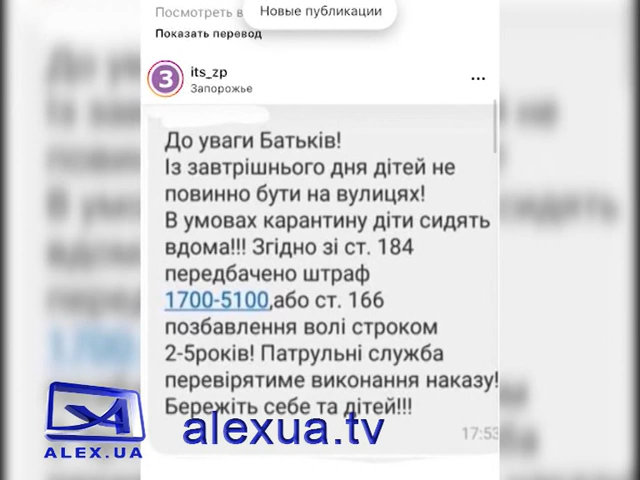 Посмотреть в
Новые публикации
Показать перевод
З
its_zp
Запорожье
...
До уваги Батьків!
Із завтрішнього дня дітей не
повинно бути на вулицях!
В умовах карантину діти сидять
вдома!!! Згідно зі ст. 184
передбачено штраф
1700-5100,або ст. 166
позбавлення волі строком
2-5років! Патрульні служба
перевірятиме виконання наказу!
Бережіть себе та дітей!!!
17:53
ALEX.UA
alexua.tv